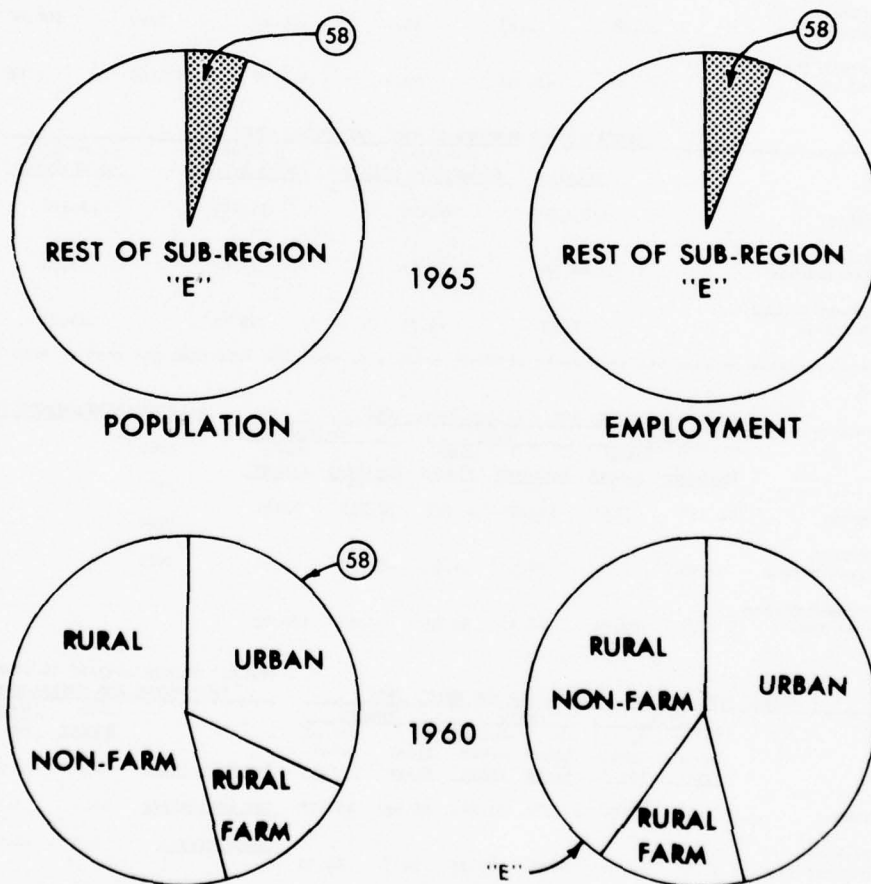 58
58
REST OF SUB-REGION
"E"
1965
REST OF SUB-REGION
"E"
POPULATION
EMPLOYMENT
58
RURAL
NON-FARM
URBAN
RURAL
FARM
1960
RURAL
NON-FARM
URBAN
RURAL
FARM
"E"